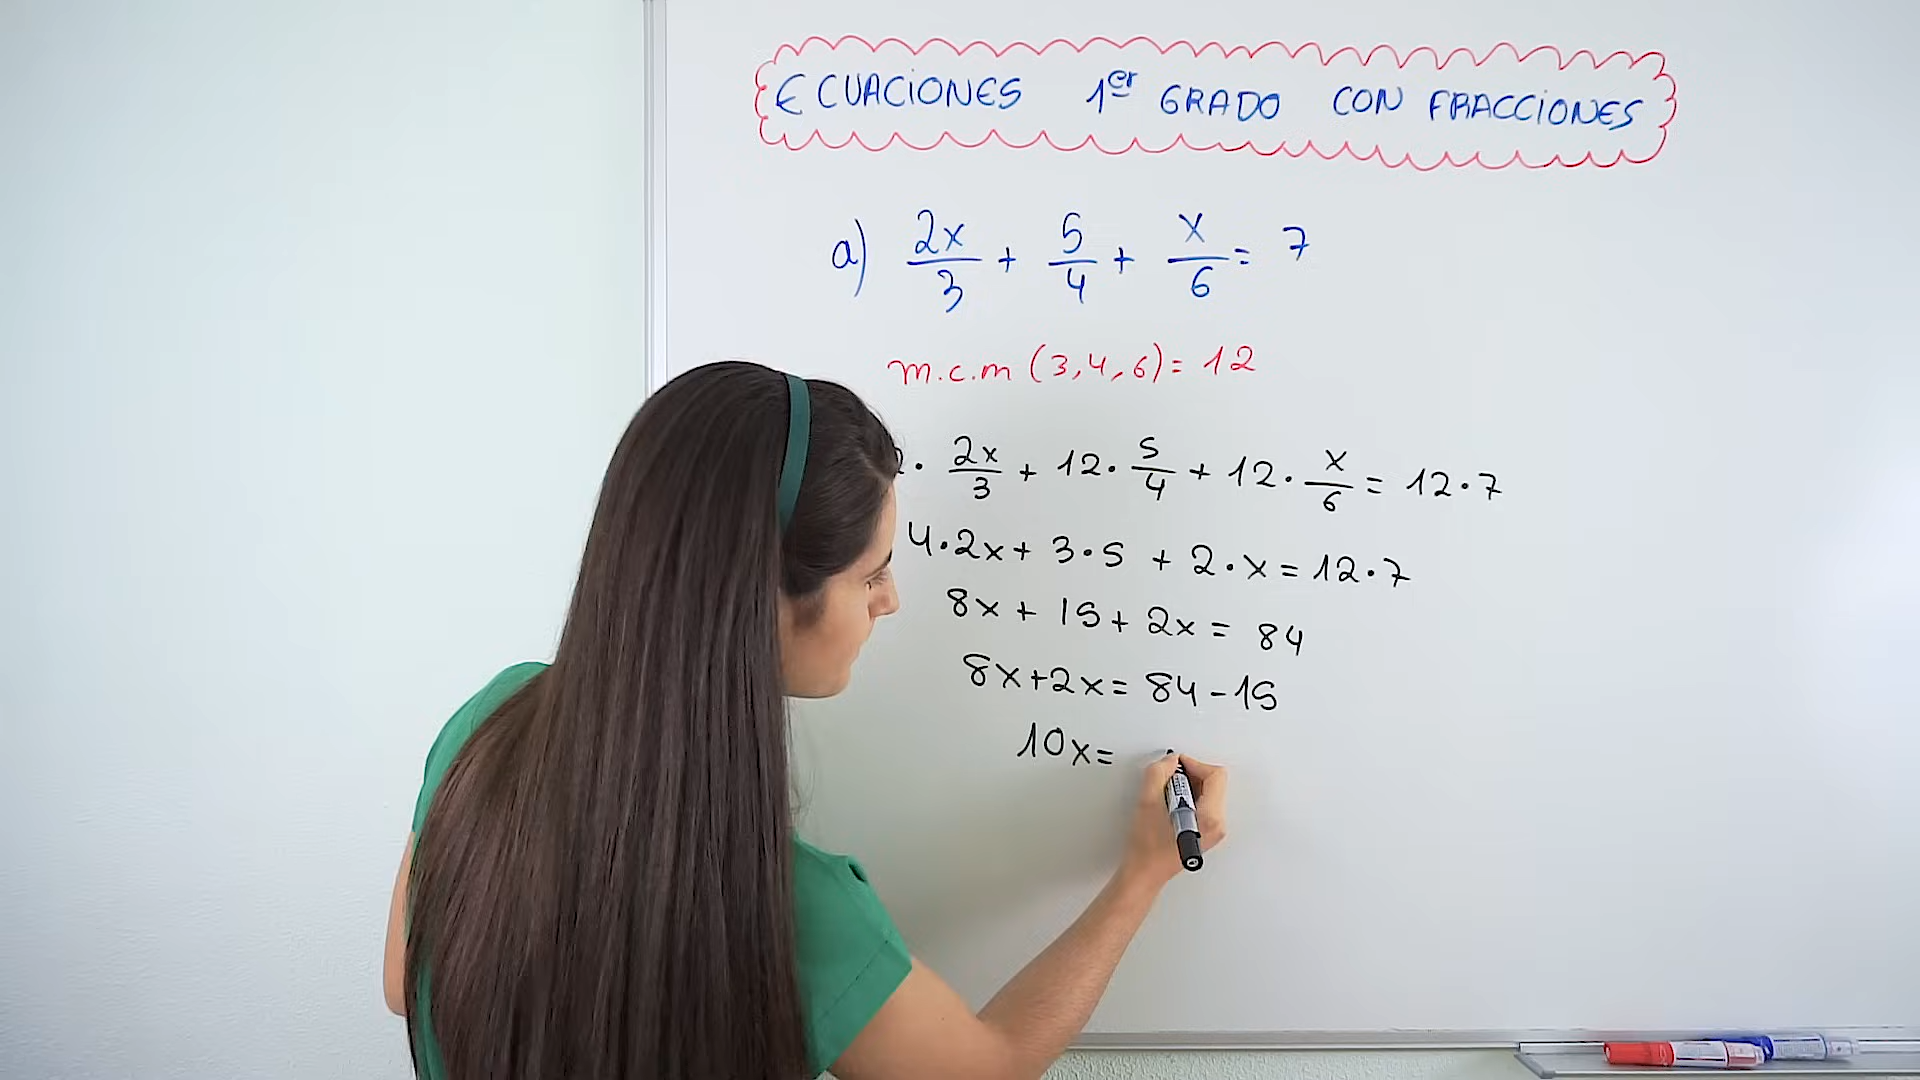 ECUACIONES 1er GRADO CON FRACCIONES
a) 2x/3 + 5/4 + x/6 = 7
m.c.m (3,4,6) = 12
· 2x/3 + 12 · 5/4 + 12 · x/6 = 12 · 7
4 · 2x + 3 · 5 + 2 · x = 12 · 7
8x + 15 + 2x = 84
8x + 2x = 84 - 15
10x =